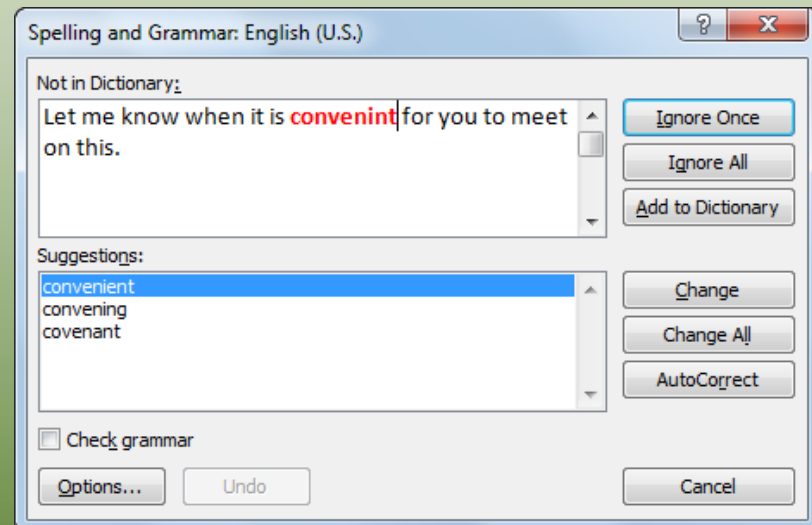 Spelling and Grammar: English (U.S.)
Not in Dictionary:
Let me know when it is convenint for you to meet
on this.
Ignore Once
Ignore All
Add to Dictionary
Suggestions:
convenient
convening
covenant
Change
Change All
AutoCorrect
Check grammar
Options...
Undo
Cancel